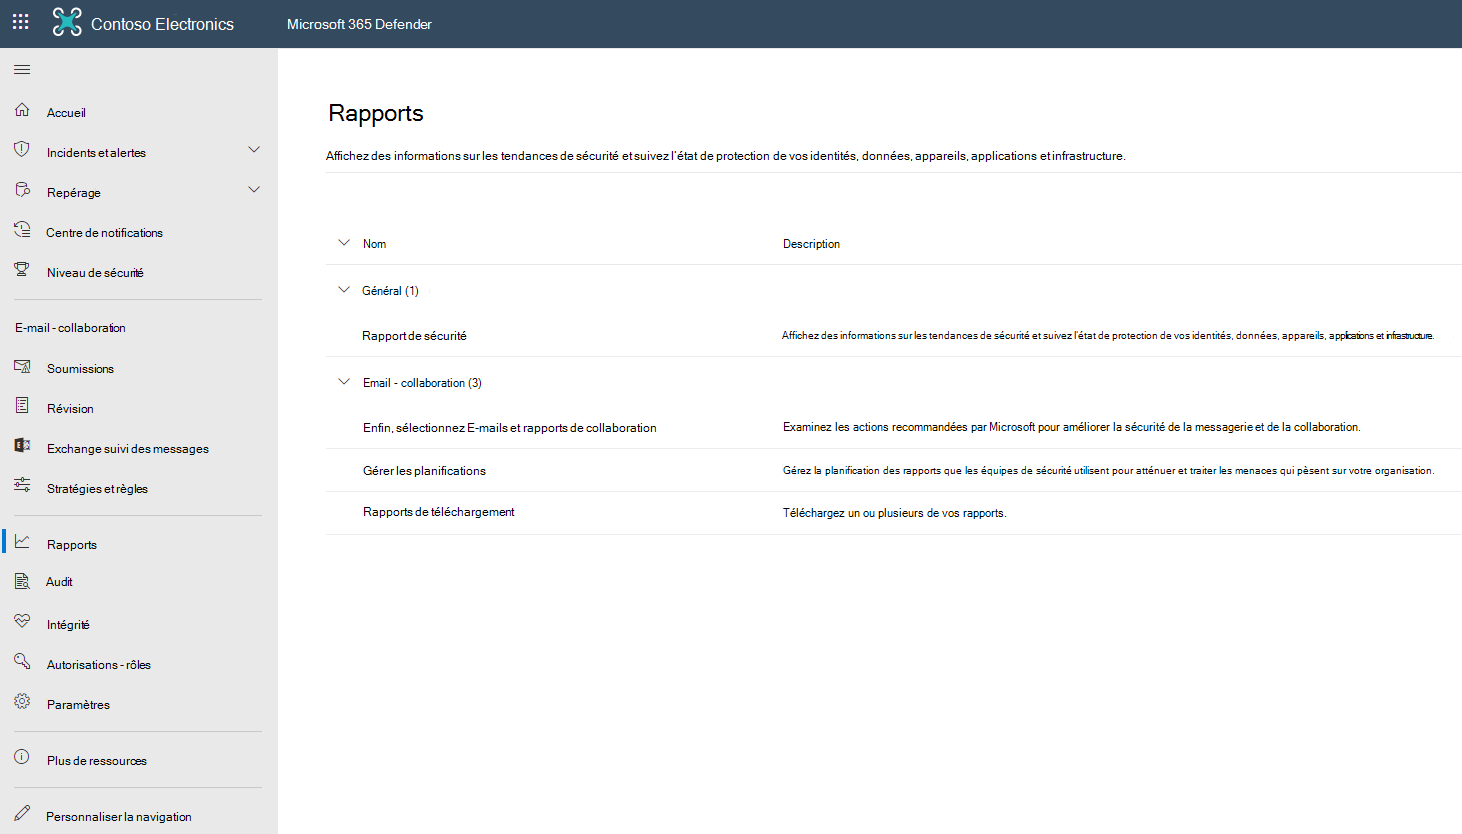 Contoso Electronics
Microsoft 365 Defender
Accueil
Incidents et alertes
Repérage
Centre de notifications
Niveau de sécurité
E-mail - collaboration
Soumissions
Révision
Exchange suivi des messages
Stratégies et règles
Rapports
Audit
Intégrité
Autorisations - rôles
Paramètres
Plus de ressources
Personnaliser la navigation
Rapports
Affichez des informations sur les tendances de sécurité et suivez l'état de protection de vos identités, données, appareils, applications et infrastructure.
Nom Description
Général (1)
Rapport de sécurité Affichez des informations sur les tendances de sécurité et suivez l'état de protection de vos identités, données, appareils, applications et infrastructure.
Email - collaboration (3)
Enfin, sélectionnez E-mails et rapports de collaboration Examinez les actions recommandées par Microsoft pour améliorer la sécurité de la messagerie et de la collaboration.
Gérer les planifications Gérez la planification des rapports que les équipes de sécurité utilisent pour atténuer et traiter les menaces qui pèsent sur votre organisation.
Rapports de téléchargement Téléchargez un ou plusieurs de vos rapports.